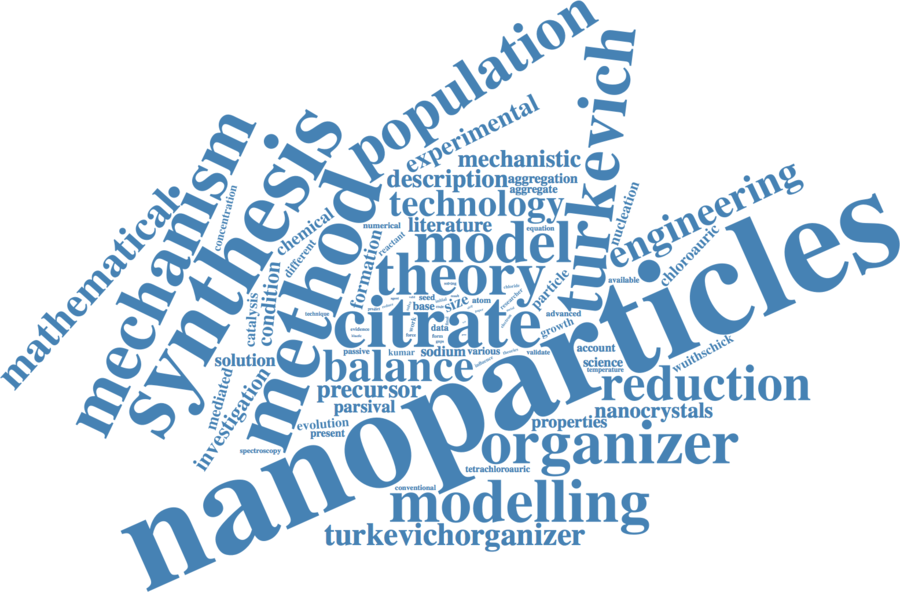 population
experimental
turkevich
mechanism
synthesis
method
mathematical
mechanistic
description
aggregation
aggregate
technology
numerical
literature
equation
reactant
model
theory
nucleation
engineering
chloroauric
concentration
chemical
different
formation
condition
catalysis
particle
available
seed
base
size
atom
researcher
technique
citrate
advanced
growth
evidence
work
data
form
passive
kumar
sodium
various
validate
account
science
temperature
wuithschick
solution
balance
nanoparticles
mediated
investigation
precursor
parsival
reduction
nanocrystals
properties
evolution
present
spectroscopy
organizer
tetrachloroauric
conventional
modelling
turkevichorganizer